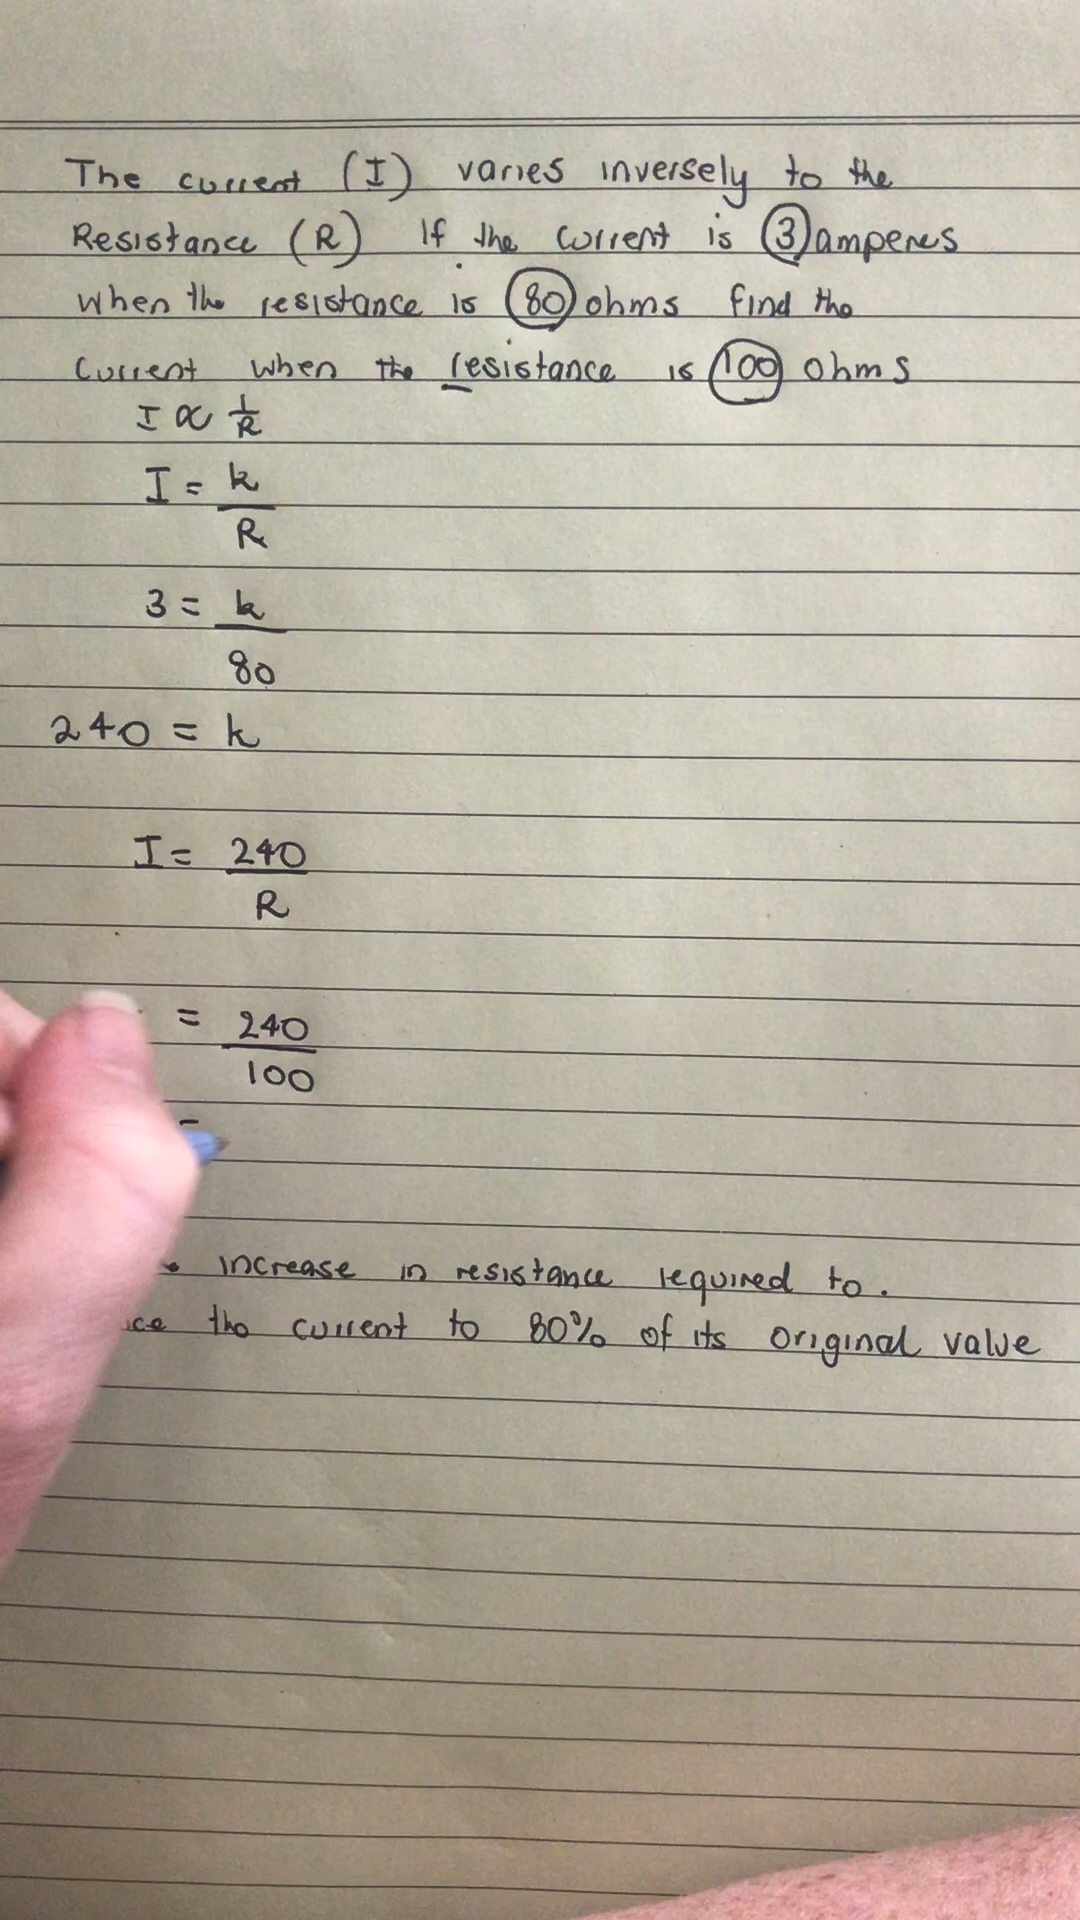 The current (I) varies inversely to the
Resistance (R) If the current is 3 amperes
when the resistance is 80 ohms find the
current when the resistance is 100 ohms
I ∝ 1/R
I = k
R
3 = k
80
240 = k
I = 240
R
= 240
100
increase in resistance required to.
the current to 80% of its original value